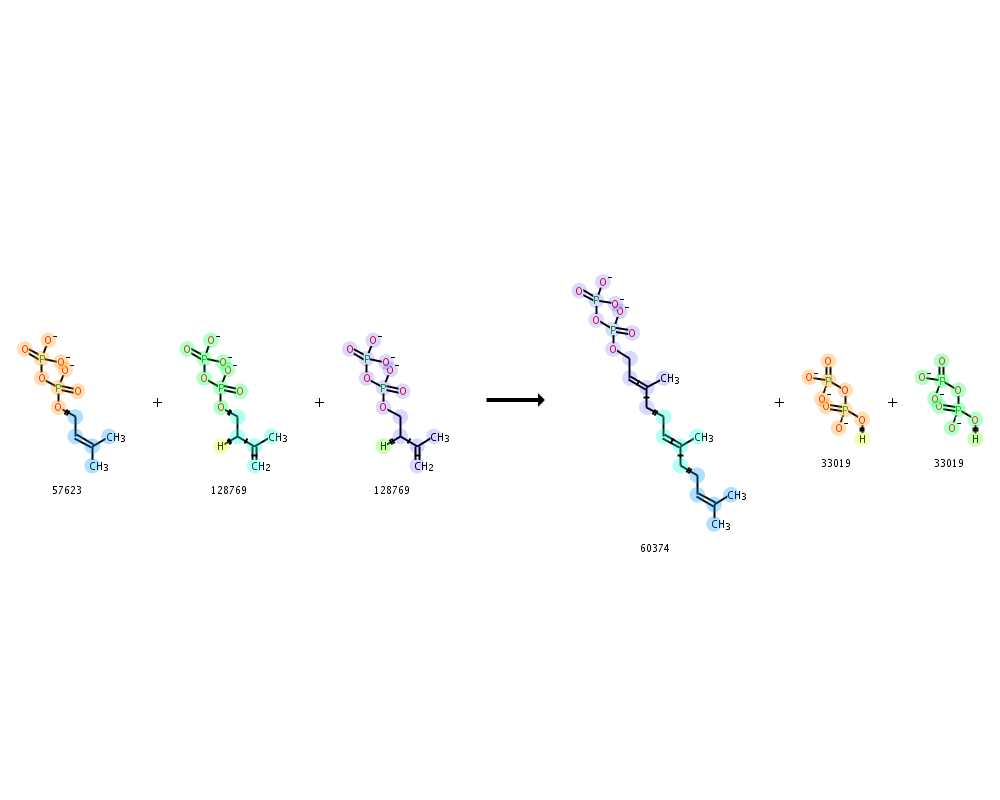 O⁻
O P O⁻
O⁻
O P O
O
CH₃
CH₃
57623
+
O⁻
O P O⁻
O⁻
O P O
O
H CH₃
CH₂
128769
+
O⁻
O P O⁻
O⁻
O P O
O
H CH₃
CH₂
128769
O⁻
O P O⁻
O⁻
O P O
O
CH₃
CH₃
CH₃
CH₃
60374
+
O
O⁻ P O
O⁻
O P O
O⁻ H
33019
+
O
O⁻ P O
O⁻
O P O
O⁻ H
33019